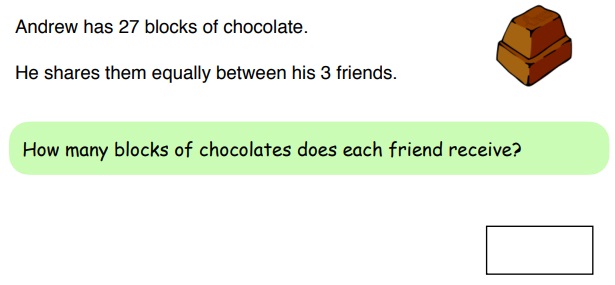 Andrew has 27 blocks of chocolate.
He shares them equally between his 3 friends.
How many blocks of chocolates does each friend receive?